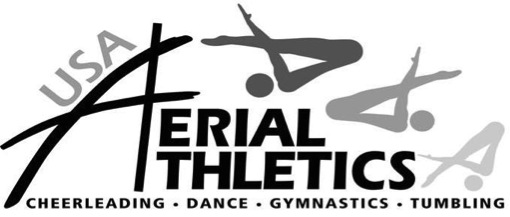 USA
AERIAL
ATHLETICS
CHEERLEADING · DANCE · GYMNASTICS · TUMBLING